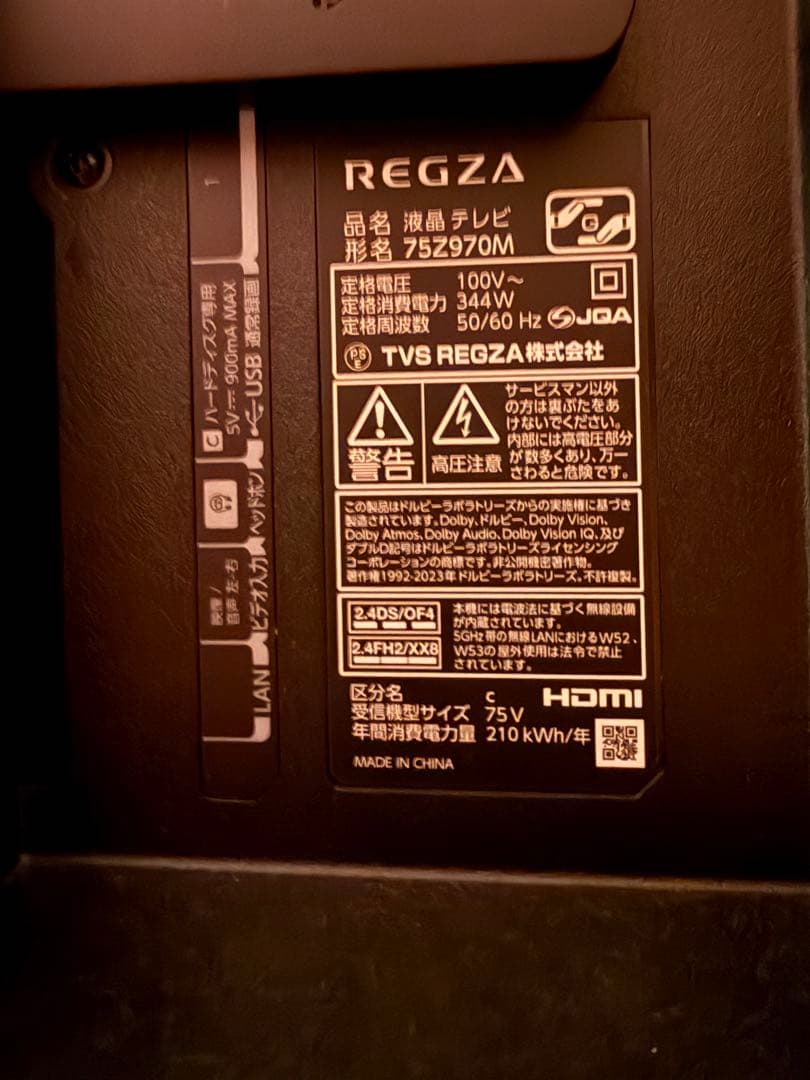 REGZA
品名 液晶テレビ
形名 75Z970M
G
定格電圧 100V~
定格消費電力 344W
定格周波数 50/60 Hz JQA
PS E TVS REGZA株式会社
警告
高圧注意
サービスマン以外
の方は裏ぶたをあ
けないでください。
内部には高電圧部分
が数多くあり、万一
さわると危険です。
この製品はドルビーラボラトリーズからの実施権に基づき
製造されています。Dolby、ドルビー、Dolby Vision、
Dolby Atmos、Dolby Audio、Dolby Vision IQ、及び
ダブルD記号はドルビーラボラトリーズライセンシング
コーポレーションの商標です。非公開機密著作物。
著作権1992-2023年ドルビーラボラトリーズ。不許複製。
2.4DS/OF4
2.4FH2/XX8
本機には電波法に基づく無線設備
が内蔵されています。
5GHz帯の無線LANにおけるW52、
W53の屋外使用は法令で禁止
されています。
区分名 c HDMI
受信機型サイズ 75V
年間消費電力量 210 kWh/年
MADE IN CHINA
1
C ハードディスク専用
5V⎓ 900mA MAX
USB 通常録画
ヘッドホン
映像/
音声 左-右
ビデオ入力
LAN